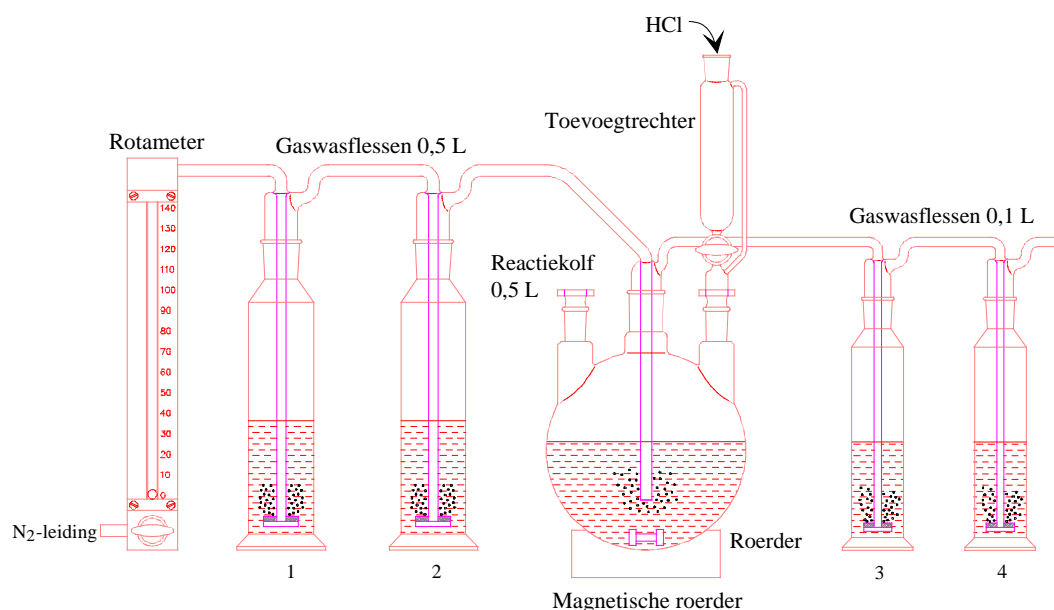 HCl
Toevoegtrechter
Rotameter
Gaswasflessen 0,5 L
Gaswasflessen 0,1 L
Reactiekolf
0,5 L
140
130
120
110
100
90
80
70
60
50
40
30
20
10
0
N2-leiding
Roerder
1
2
3
4
Magnetische roerder